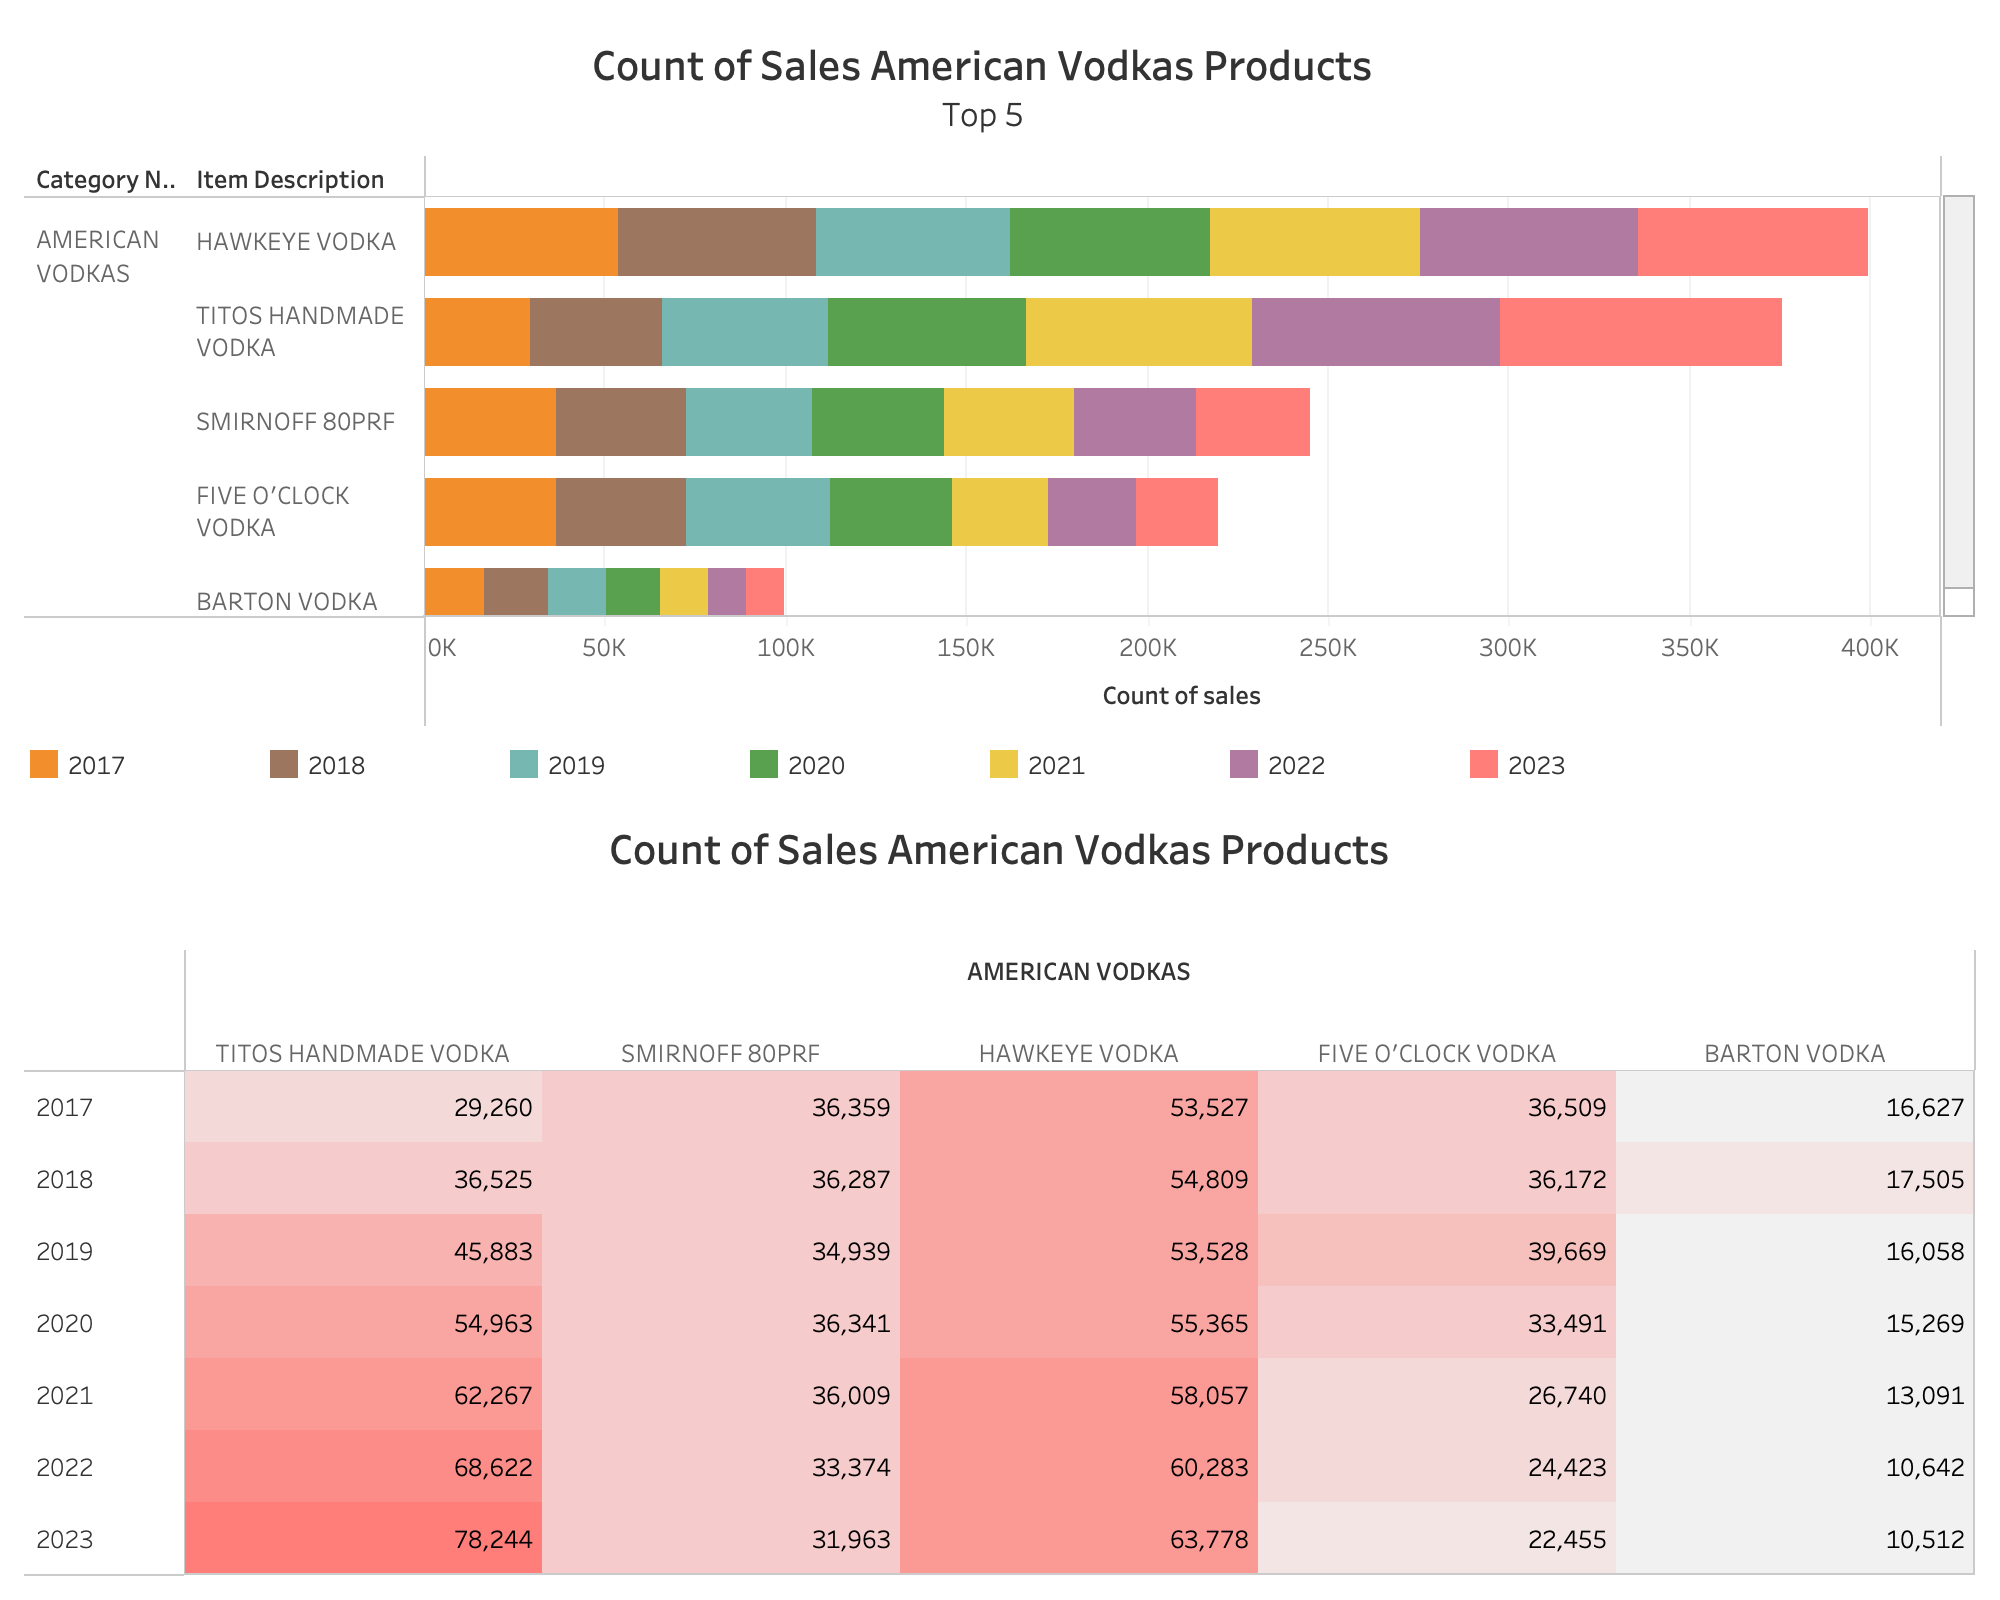 Count of Sales American Vodkas Products
Top 5
Category N.. Item Description
AMERICAN VODKAS
HAWKEYE VODKA
TITOS HANDMADE VODKA
SMIRNOFF 80PRF
FIVE O’CLOCK VODKA
BARTON VODKA
0K 50K 100K 150K 200K 250K 300K 350K 400K
Count of sales
2017 2018 2019 2020 2021 2022 2023
Count of Sales American Vodkas Products
AMERICAN VODKAS
TITOS HANDMADE VODKA SMIRNOFF 80PRF HAWKEYE VODKA FIVE O’CLOCK VODKA BARTON VODKA
2017 29,260 36,359 53,527 36,509 16,627
2018 36,525 36,287 54,809 36,172 17,505
2019 45,883 34,939 53,528 39,669 16,058
2020 54,963 36,341 55,365 33,491 15,269
2021 62,267 36,009 58,057 26,740 13,091
2022 68,622 33,374 60,283 24,423 10,642
2023 78,244 31,963 63,778 22,455 10,512